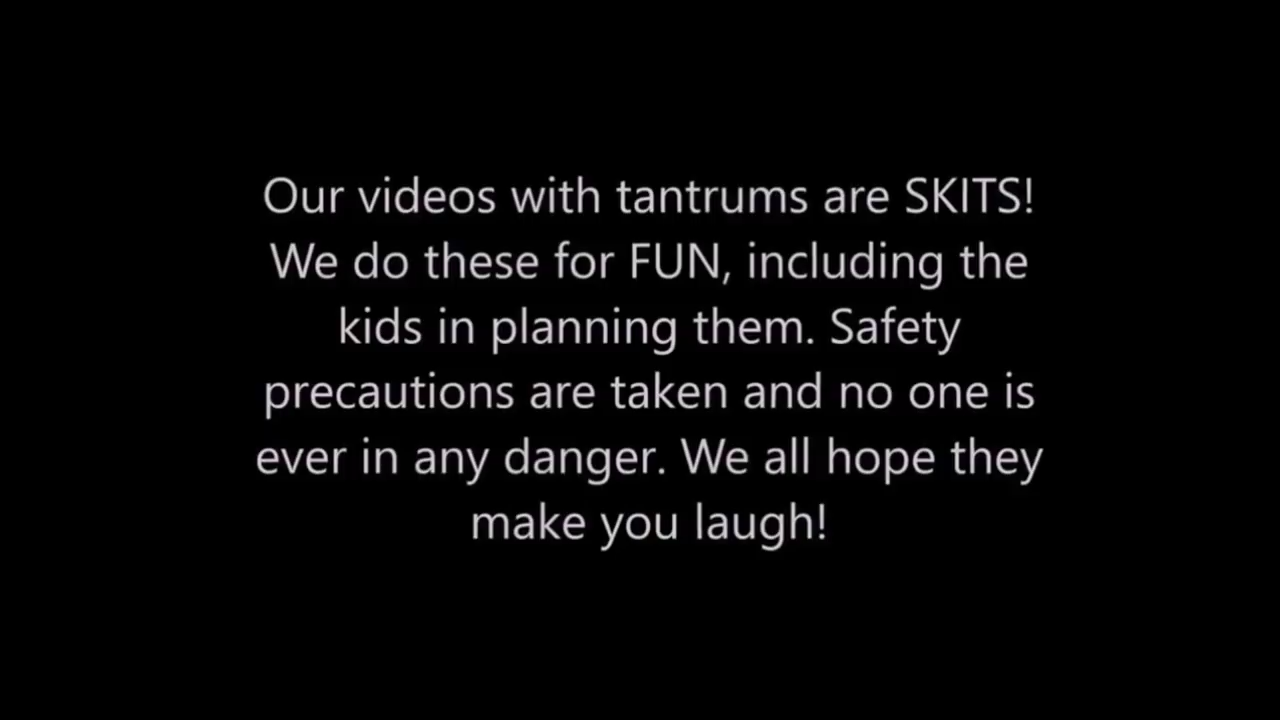 Our videos with tantrums are SKITS!
We do these for FUN, including the
kids in planning them. Safety
precautions are taken and no one is
ever in any danger. We all hope they
make you laugh!